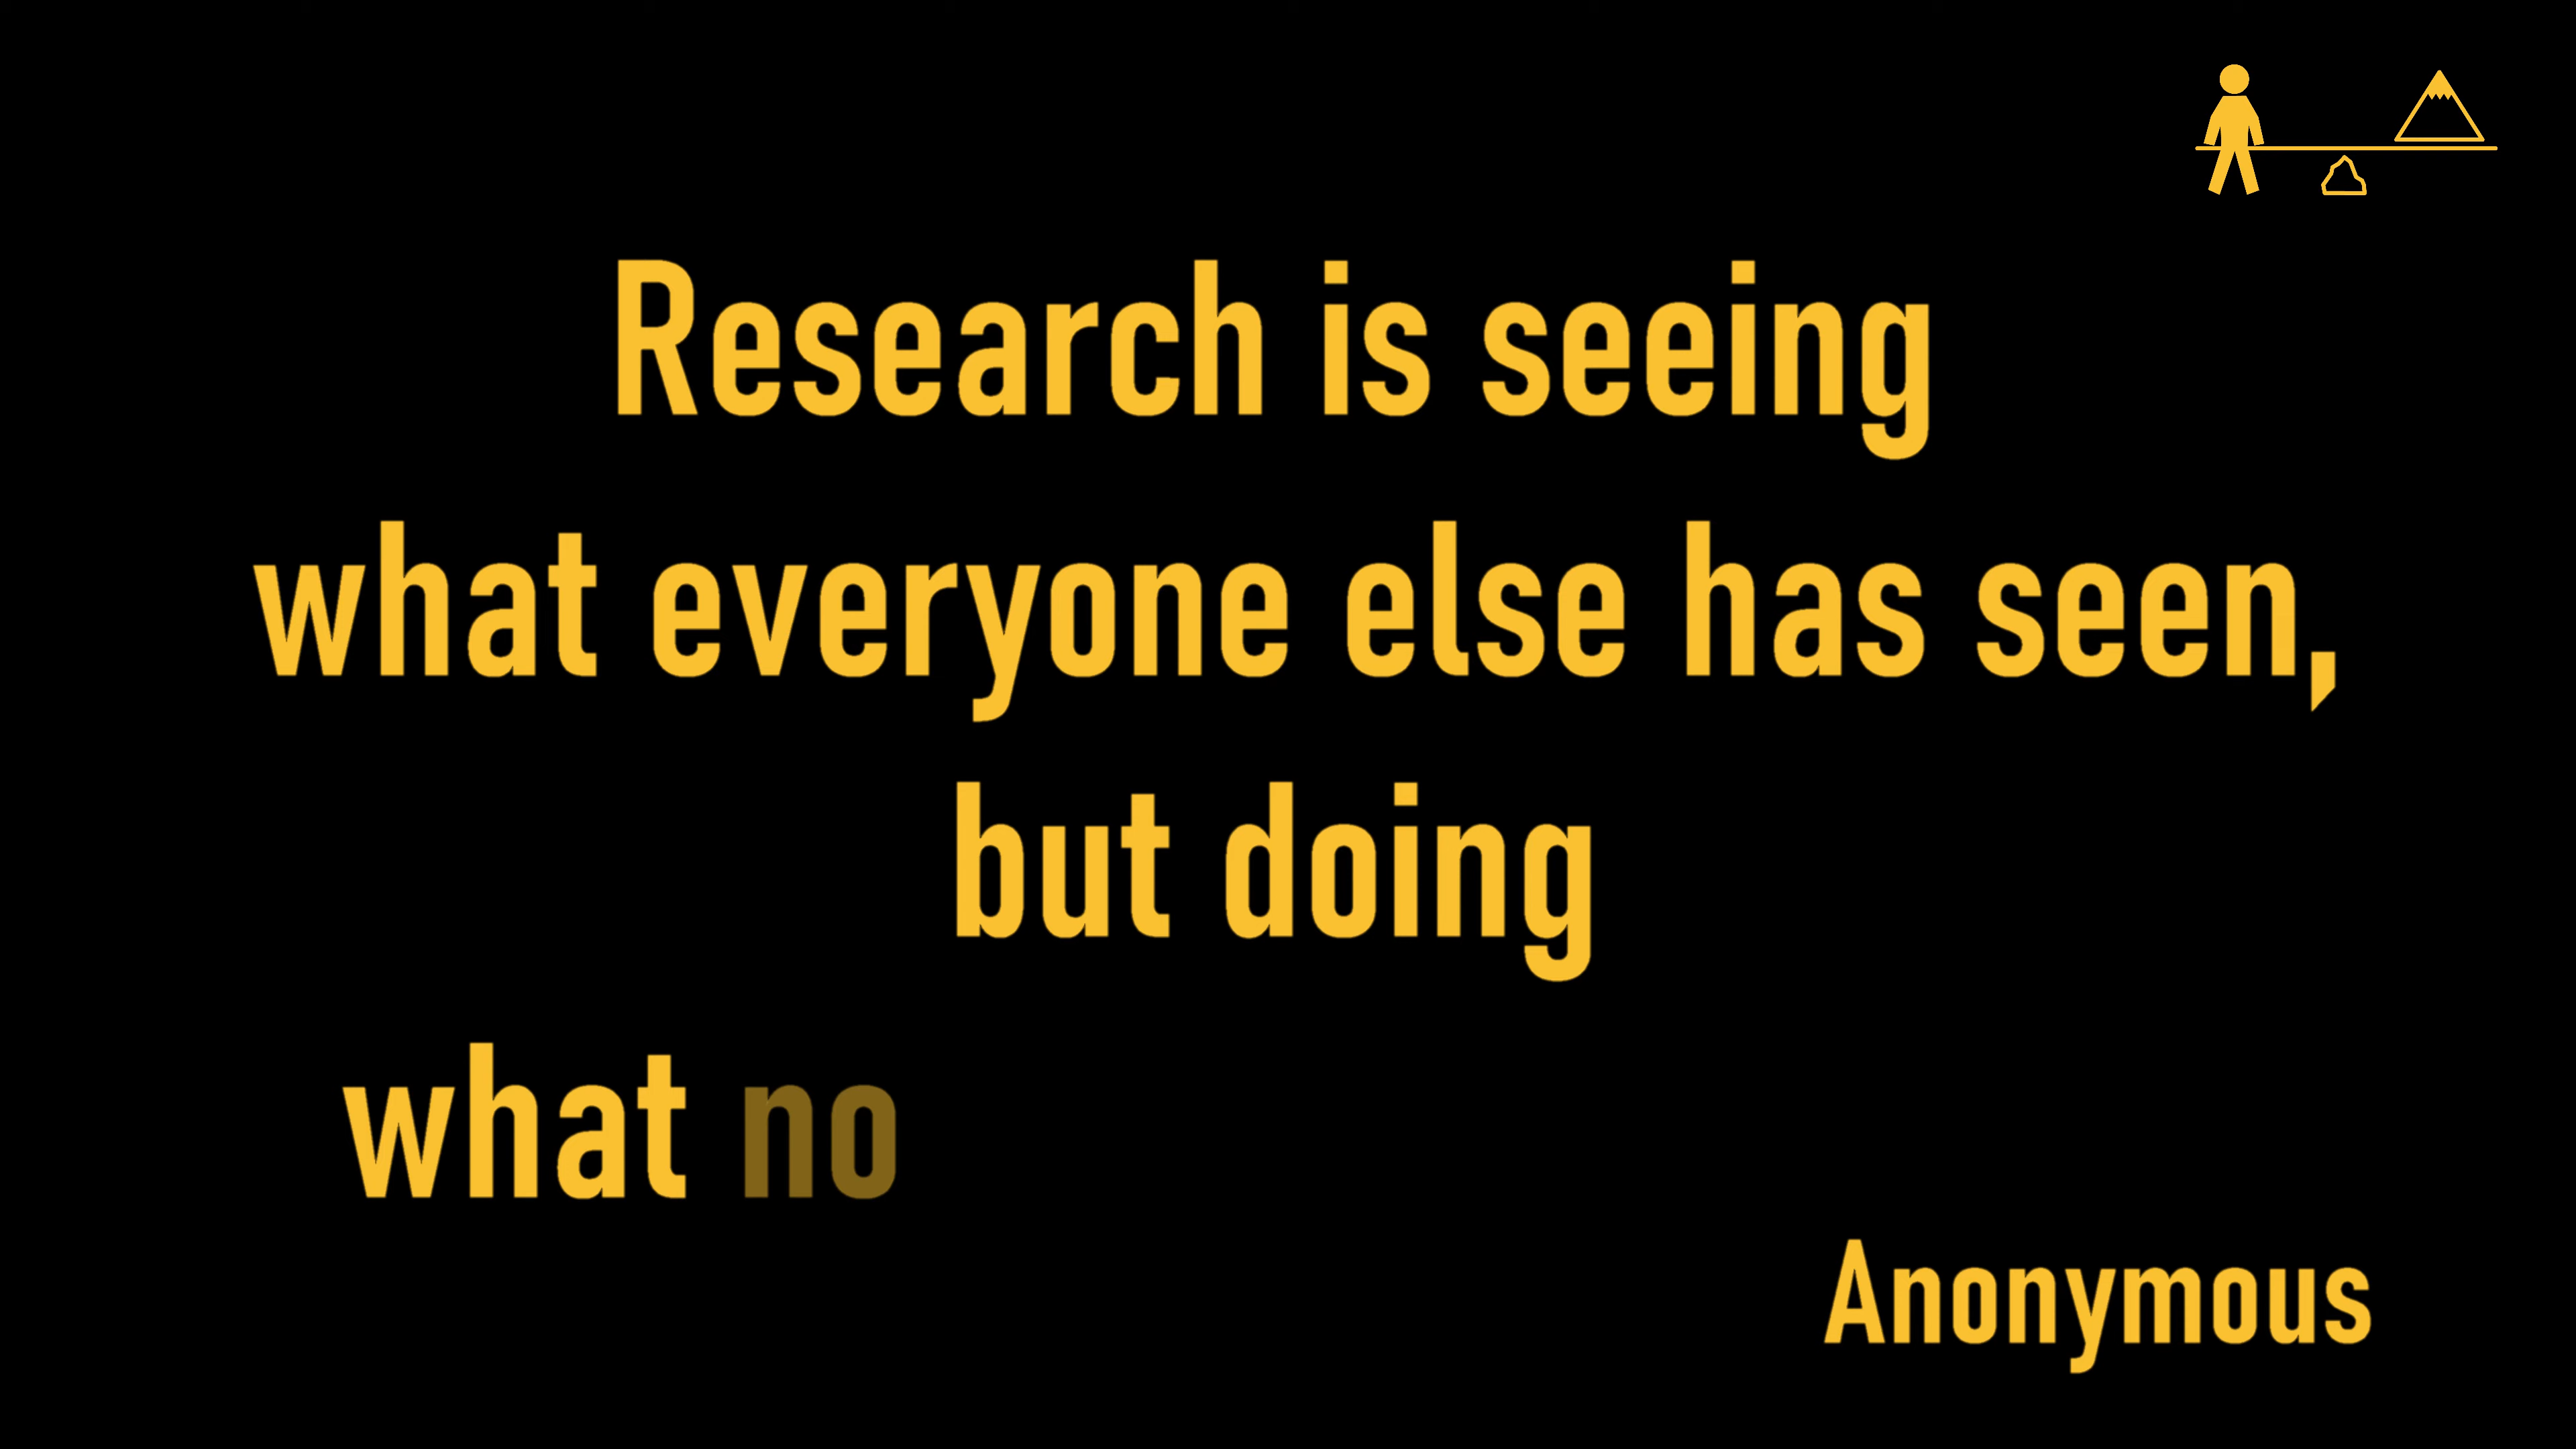 Research is seeing
what everyone else has seen,
but doing
what no
Anonymous